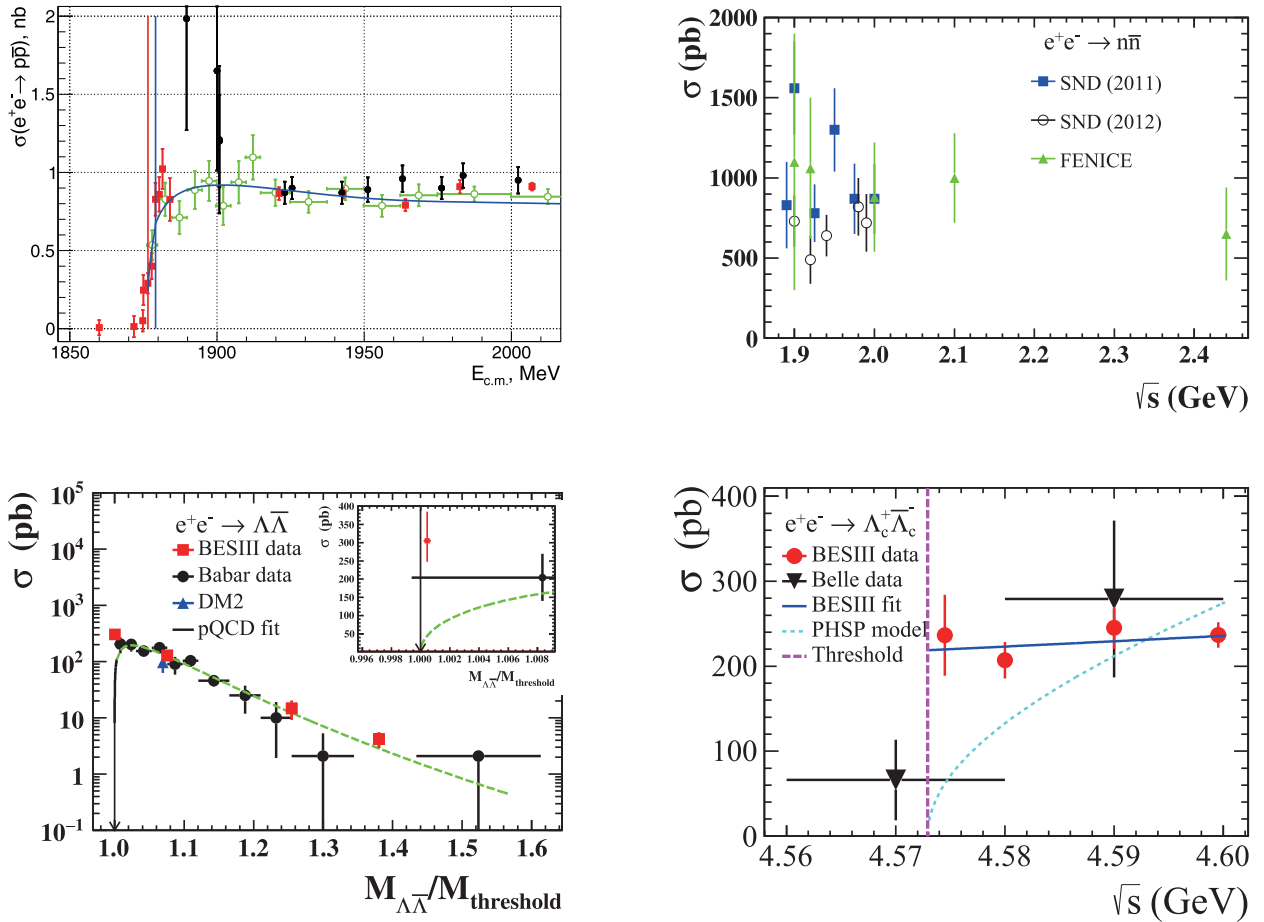 σ(e⁺e⁻→ pp̅), nb
2
1.5
1
0.5
0
1850
1900
1950
2000
E_c.m., MeV
σ (pb)
2000
1500
1000
500
0
e⁺e⁻ → nn̅
SND (2011)
SND (2012)
FENICE
1.9
2.0
2.1
2.2
2.3
2.4
√s (GeV)
σ (pb)
10⁵
10⁴
10³
10²
10
1
10⁻¹
e⁺e⁻ → ΛΛ̅
BESIII data
Babar data
DM2
pQCD fit
σ (pb)
400
350
300
250
200
150
100
50
0.996
0.998
1.000
1.002
1.004
1.006
1.008
M_ΛΛ̅/M_threshold
1.0
1.1
1.2
1.3
1.4
1.5
1.6
M_ΛΛ̅/M_threshold
σ (pb)
400
300
200
100
0
e⁺e⁻ → Λ_c⁺Λ̅_c⁻
BESIII data
Belle data
BESIII fit
PHSP model
Threshold
4.56
4.57
4.58
4.59
4.60
√s (GeV)